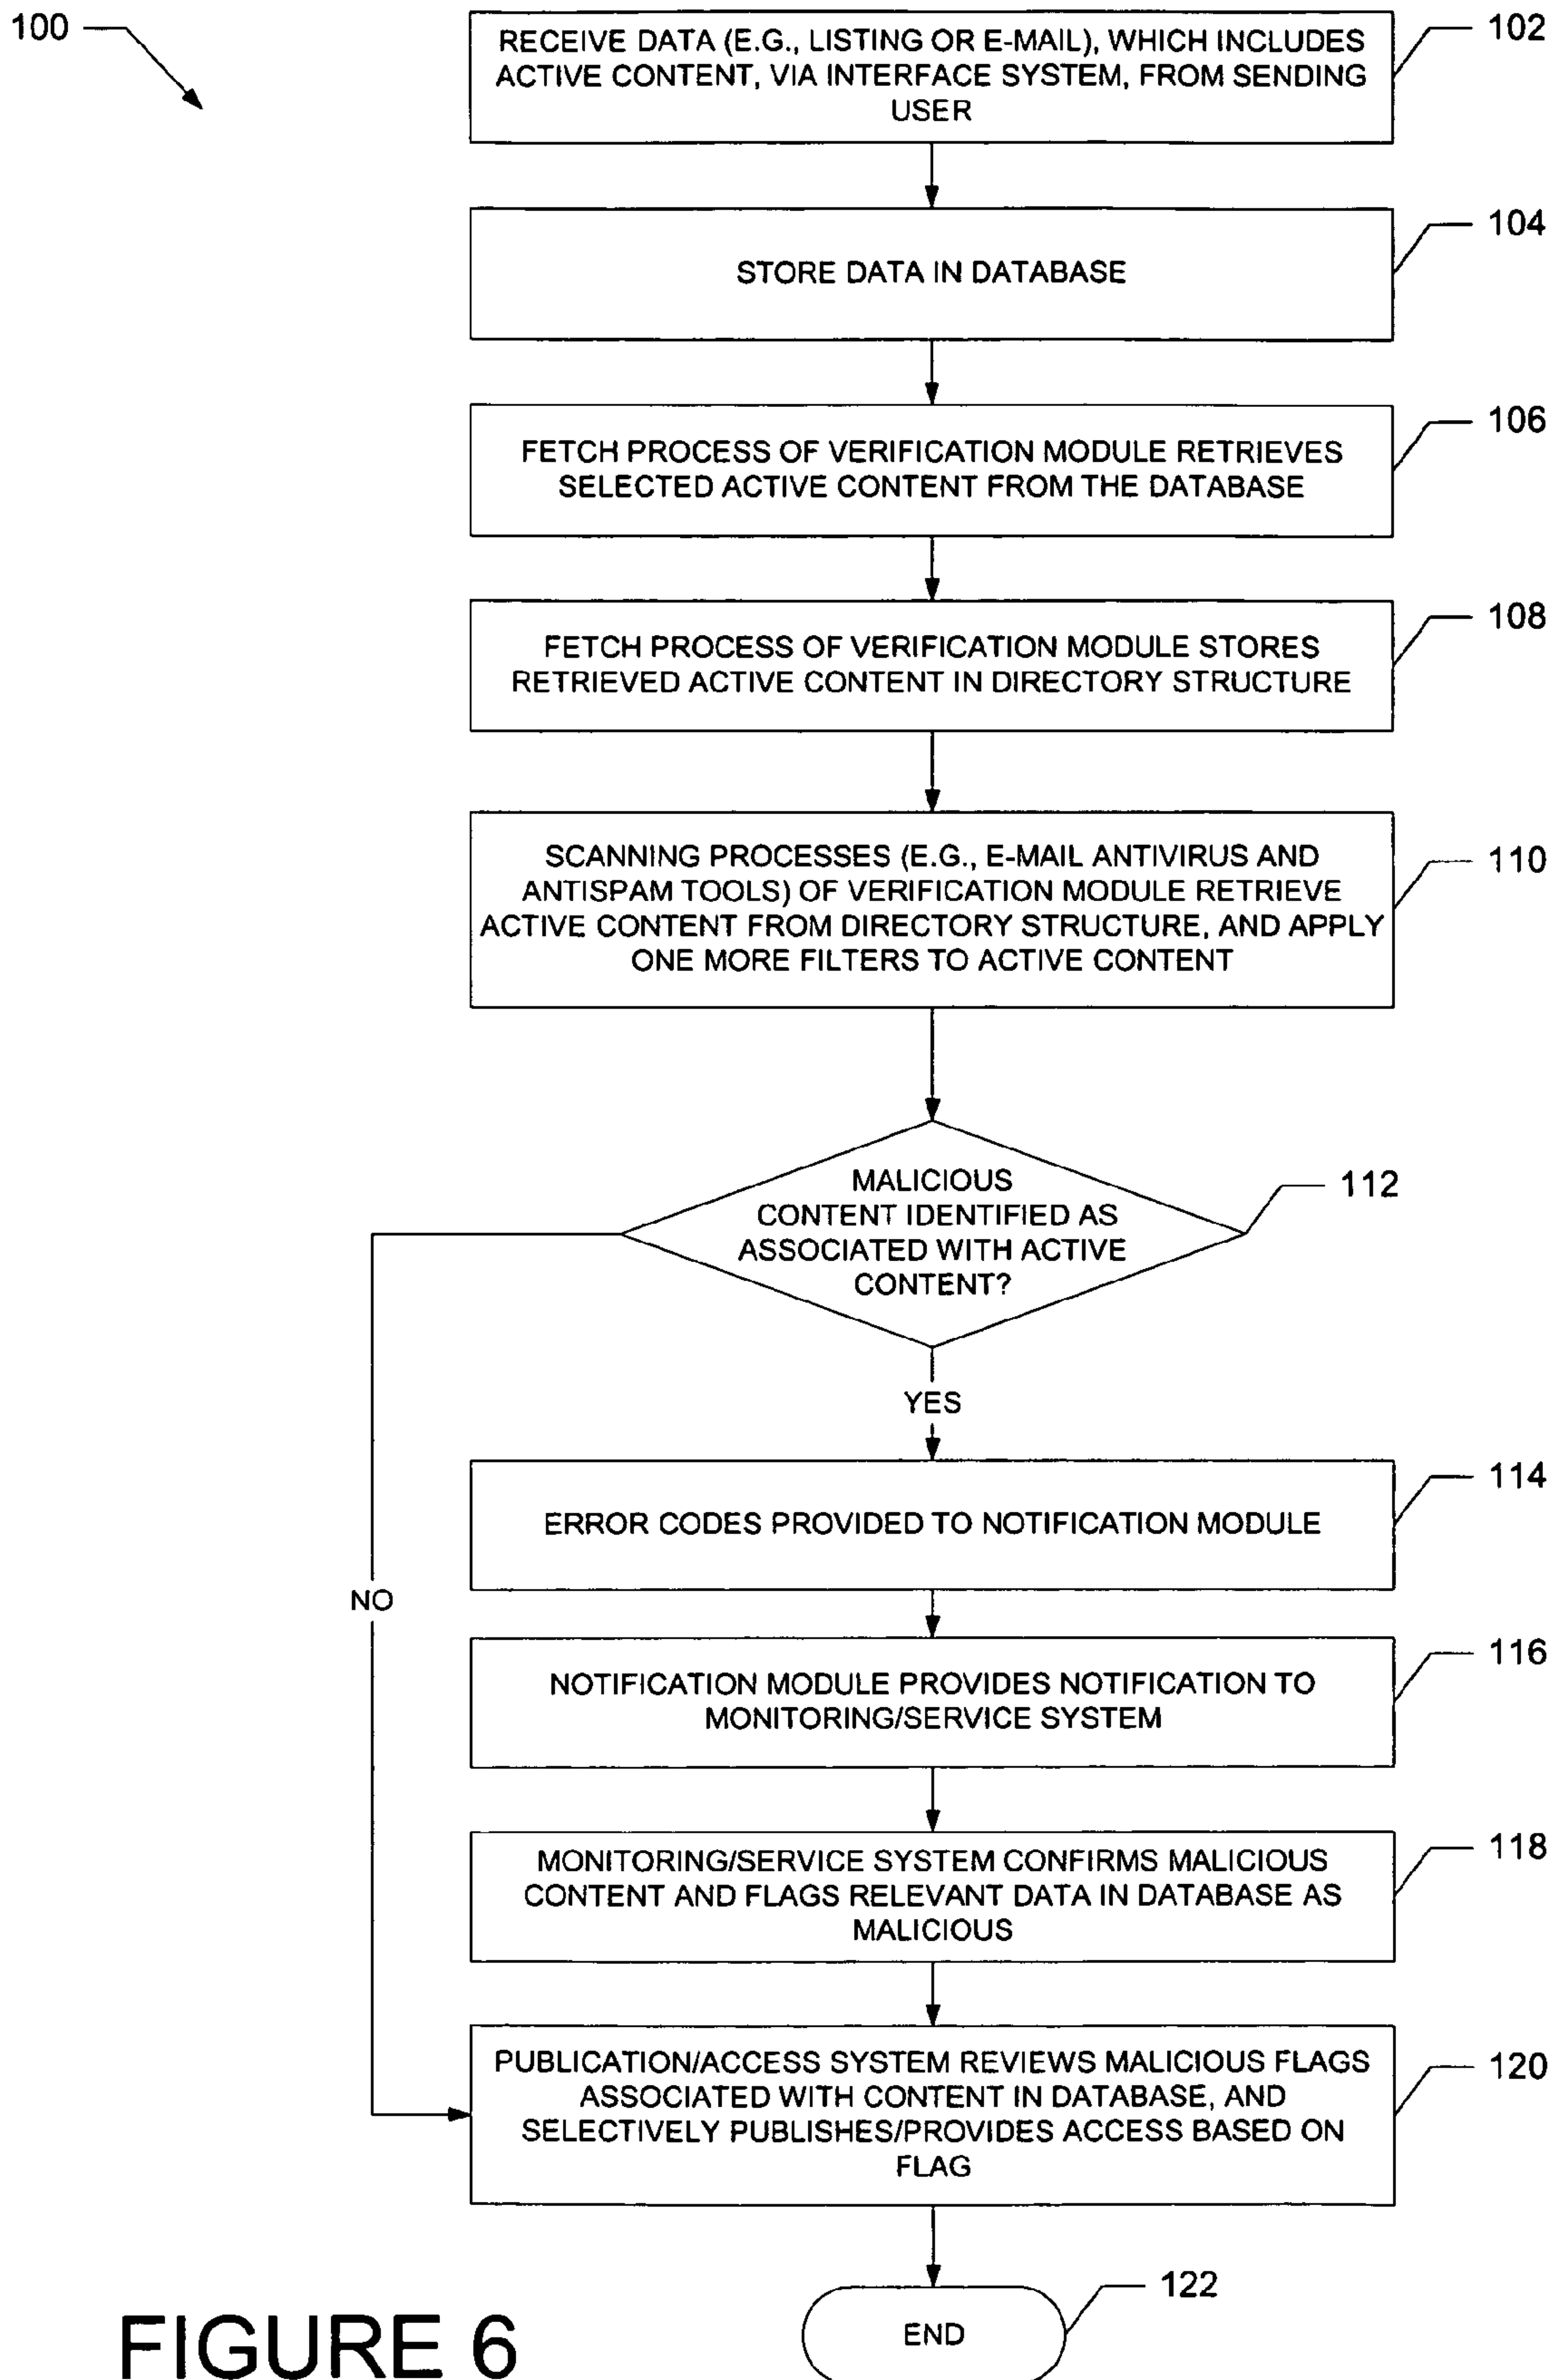 100
RECEIVE DATA (E.G., LISTING OR E-MAIL), WHICH INCLUDES
ACTIVE CONTENT, VIA INTERFACE SYSTEM, FROM SENDING
USER
102
STORE DATA IN DATABASE
104
FETCH PROCESS OF VERIFICATION MODULE RETRIEVES
SELECTED ACTIVE CONTENT FROM THE DATABASE
106
FETCH PROCESS OF VERIFICATION MODULE STORES
RETRIEVED ACTIVE CONTENT IN DIRECTORY STRUCTURE
108
SCANNING PROCESSES (E.G., E-MAIL ANTIVIRUS AND
ANTISPAM TOOLS) OF VERIFICATION MODULE RETRIEVE
ACTIVE CONTENT FROM DIRECTORY STRUCTURE, AND APPLY
ONE MORE FILTERS TO ACTIVE CONTENT
110
MALICIOUS
CONTENT IDENTIFIED AS
ASSOCIATED WITH ACTIVE
CONTENT?
112
YES
ERROR CODES PROVIDED TO NOTIFICATION MODULE
114
NO
NOTIFICATION MODULE PROVIDES NOTIFICATION TO
MONITORING/SERVICE SYSTEM
116
MONITORING/SERVICE SYSTEM CONFIRMS MALICIOUS
CONTENT AND FLAGS RELEVANT DATA IN DATABASE AS
MALICIOUS
118
PUBLICATION/ACCESS SYSTEM REVIEWS MALICIOUS FLAGS
ASSOCIATED WITH CONTENT IN DATABASE, AND
SELECTIVELY PUBLISHES/PROVIDES ACCESS BASED ON
FLAG
120
END
122
FIGURE 6